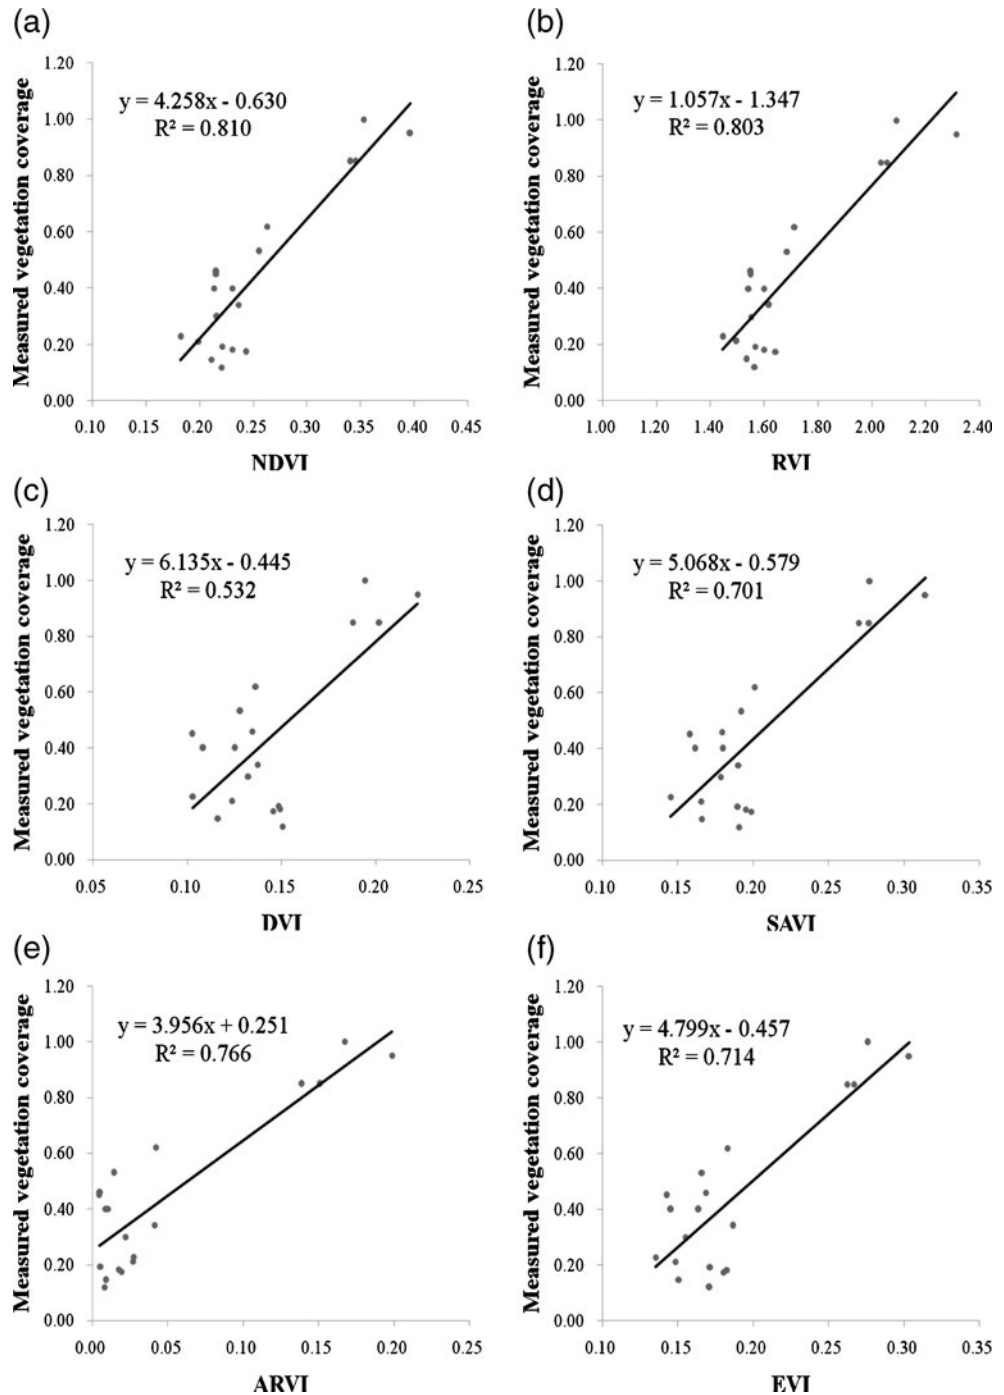 (a)
Measured vegetation coverage
1.20
1.00
0.80
0.60
0.40
0.20
0.00
y = 4.258x - 0.630
R² = 0.810
0.10 0.15 0.20 0.25 0.30 0.35 0.40 0.45
NDVI
(b)
Measured vegetation coverage
1.20
1.00
0.80
0.60
0.40
0.20
0.00
y = 1.057x - 1.347
R² = 0.803
1.00 1.20 1.40 1.60 1.80 2.00 2.20 2.40
RVI
(c)
Measured vegetation coverage
1.20
1.00
0.80
0.60
0.40
0.20
0.00
y = 6.135x - 0.445
R² = 0.532
0.05 0.10 0.15 0.20 0.25
DVI
(d)
Measured vegetation coverage
1.20
1.00
0.80
0.60
0.40
0.20
0.00
y = 5.068x - 0.579
R² = 0.701
0.10 0.15 0.20 0.25 0.30 0.35
SAVI
(e)
Measured vegetation coverage
1.20
1.00
0.80
0.60
0.40
0.20
0.00
y = 3.956x + 0.251
R² = 0.766
0.00 0.05 0.10 0.15 0.20 0.25
ARVI
(f)
Measured vegetation coverage
1.20
1.00
0.80
0.60
0.40
0.20
0.00
y = 4.799x - 0.457
R² = 0.714
0.10 0.15 0.20 0.25 0.30 0.35
EVI